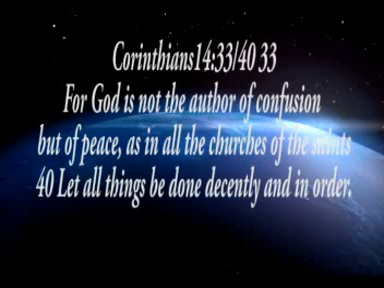 Corinthians14:33/40 33
For God is not the author of confusion
but of peace, as in all the churches of the saints
40 Let all things be done decently and in order.